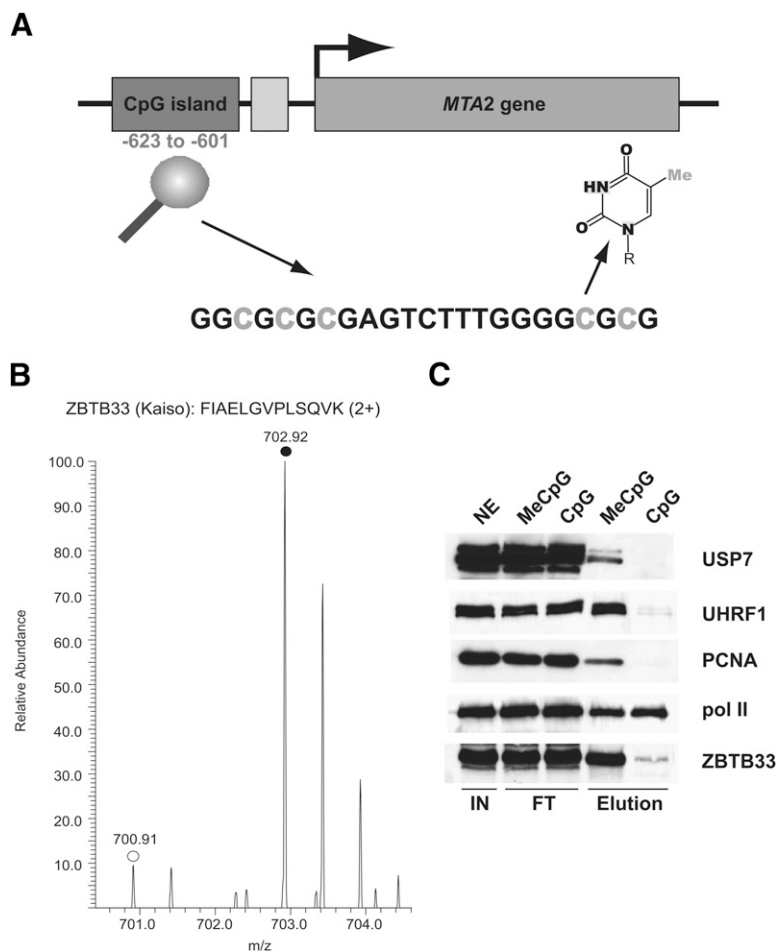 A
CpG island
MTA2 gene
-623 to -601
O
Me
HN
O
N
R
GGCGCGCGAGTCTTTGGGGCGCG
B
ZBTB33 (Kaiso): FIAELGVPLSQVK (2+)
702.92
100.0
90.0
80.0
70.0
60.0
50.0
40.0
30.0
20.0
10.0
Relative Abundance
700.91
701.0 702.0 703.0 704.0
m/z
C
NE MeCpG CpG MeCpG CpG
USP7
UHRF1
PCNA
pol II
ZBTB33
IN FT Elution